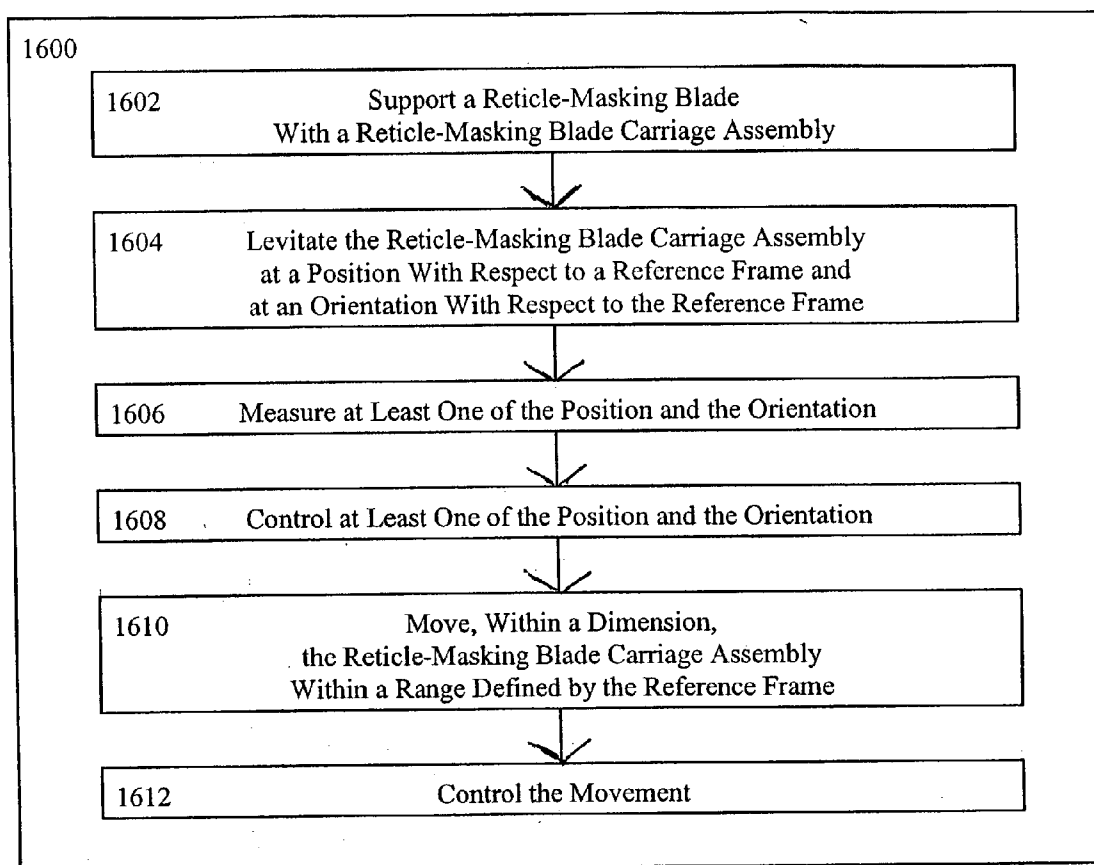 1600
1602 Support a Reticle-Masking Blade
With a Reticle-Masking Blade Carriage Assembly
1604 Levitate the Reticle-Masking Blade Carriage Assembly
at a Position With Respect to a Reference Frame and
at an Orientation With Respect to the Reference Frame
1606 Measure at Least One of the Position and the Orientation
1608 Control at Least One of the Position and the Orientation
1610 Move, Within a Dimension,
the Reticle-Masking Blade Carriage Assembly
Within a Range Defined by the Reference Frame
1612 Control the Movement